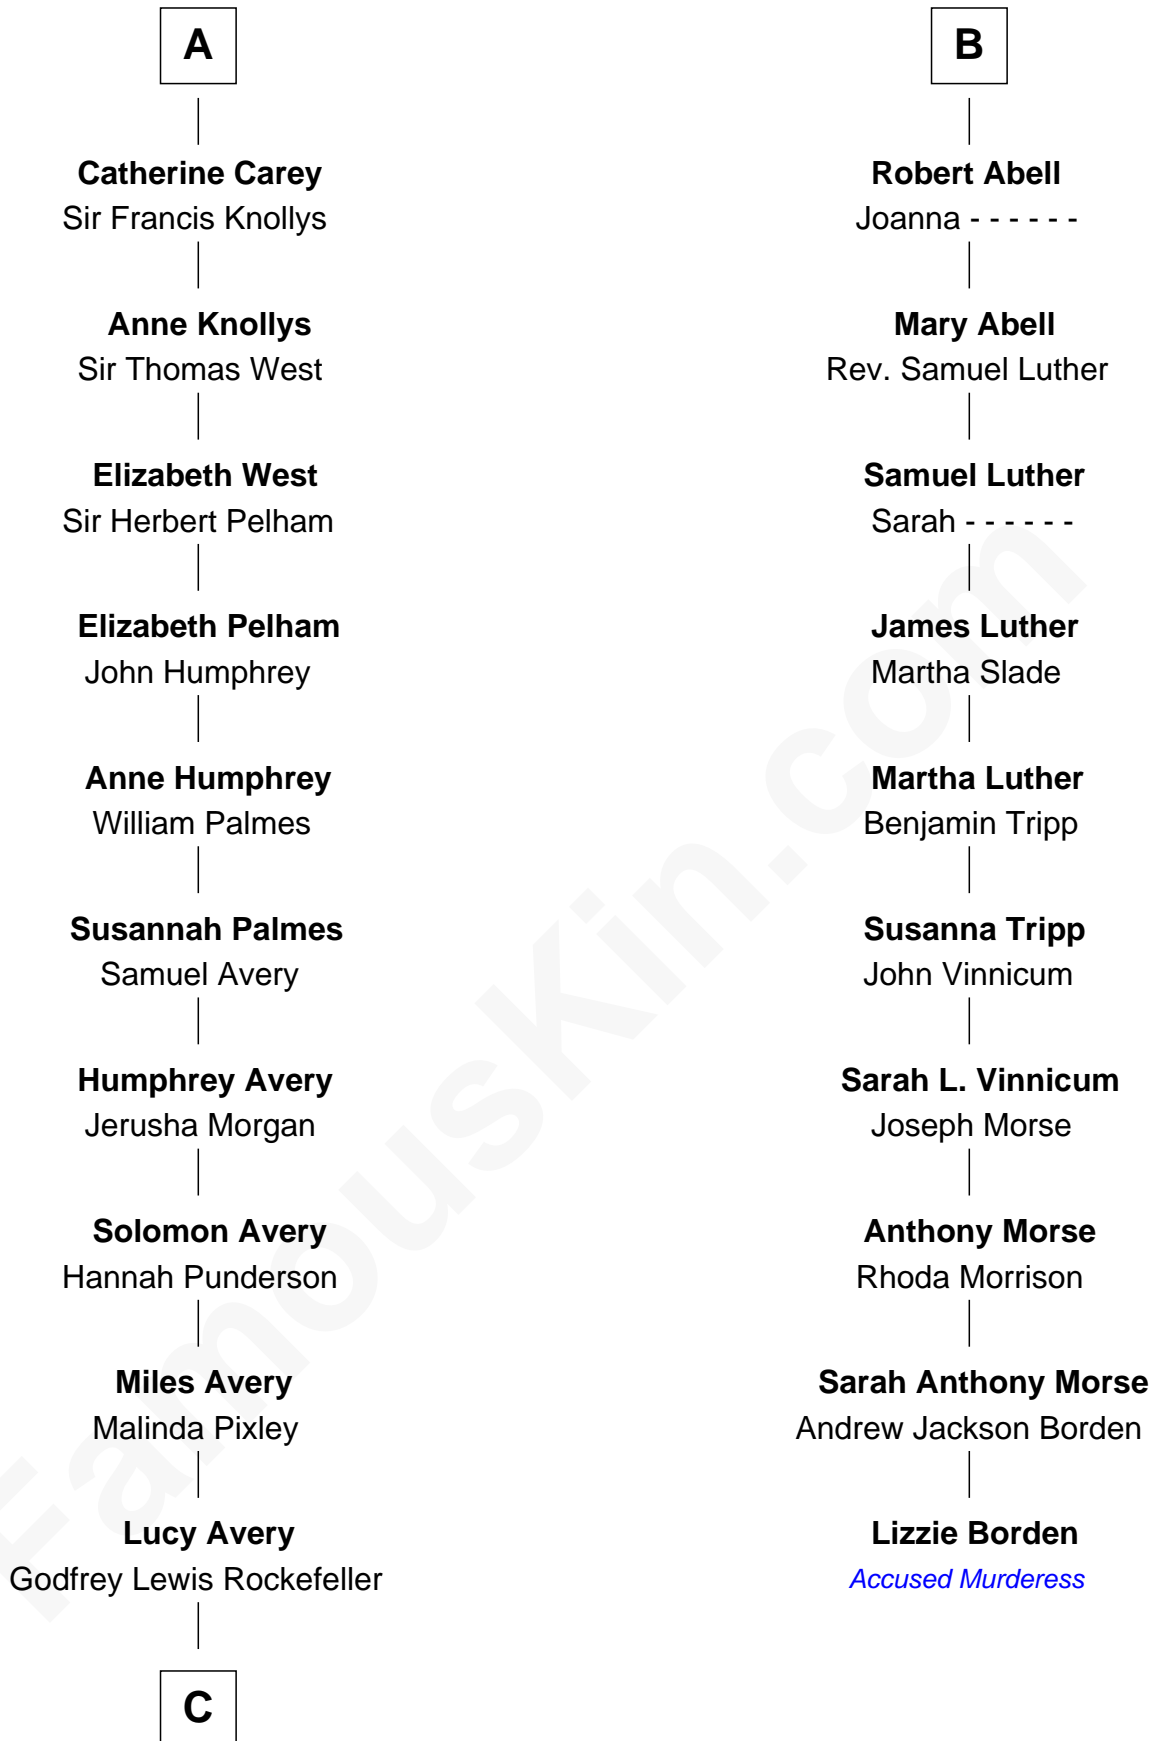 A
Catherine Carey
Sir Francis Knollys
Anne Knollys
Sir Thomas West
Elizabeth West
Sir Herbert Pelham
Elizabeth Pelham
John Humphrey
Anne Humphrey
William Palmes
Susannah Palmes
Samuel Avery
Humphrey Avery
Jerusha Morgan
Solomon Avery
Hannah Punderson
Miles Avery
Malinda Pixley
Lucy Avery
Godfrey Lewis Rockefeller
C
B
Robert Abell
Joanna - - - - - -
Mary Abell
Rev. Samuel Luther
Samuel Luther
Sarah - - - - - -
James Luther
Martha Slade
Martha Luther
Benjamin Tripp
Susanna Tripp
John Vinnicum
Sarah L. Vinnicum
Joseph Morse
Anthony Morse
Rhoda Morrison
Sarah Anthony Morse
Andrew Jackson Borden
Lizzie Borden
Accused Murderess
FamousKin.com